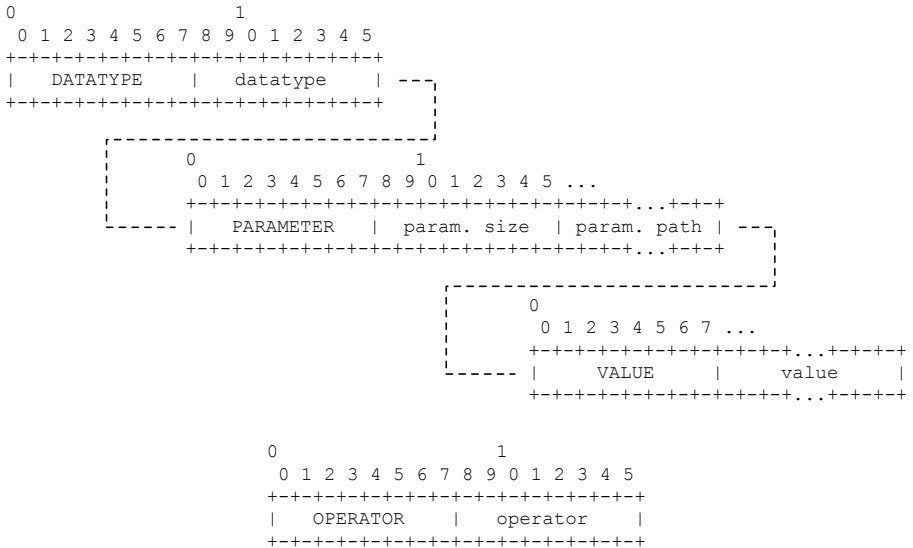 0                   1
 0 1 2 3 4 5 6 7 8 9 0 1 2 3 4 5
+-+-+-+-+-+-+-+-+-+-+-+-+-+-+-+-+
|   DATATYPE    |   datatype    |
+-+-+-+-+-+-+-+-+-+-+-+-+-+-+-+-+
0                   1
 0 1 2 3 4 5 6 7 8 9 0 1 2 3 4 5 ...
+-+-+-+-+-+-+-+-+-+-+-+-+-+-+-+-+-+-+-+...+-+-+
|   PARAMETER   |  param. size  | param. path |
+-+-+-+-+-+-+-+-+-+-+-+-+-+-+-+-+-+-+-+...+-+-+
0
 0 1 2 3 4 5 6 7 ...
+-+-+-+-+-+-+-+-+-+-+-+...+-+-+-+
|     VALUE     |     value     |
+-+-+-+-+-+-+-+-+-+-+-+...+-+-+-+
0                   1
 0 1 2 3 4 5 6 7 8 9 0 1 2 3 4 5
+-+-+-+-+-+-+-+-+-+-+-+-+-+-+-+-+
|   OPERATOR    |   operator    |
+-+-+-+-+-+-+-+-+-+-+-+-+-+-+-+-+